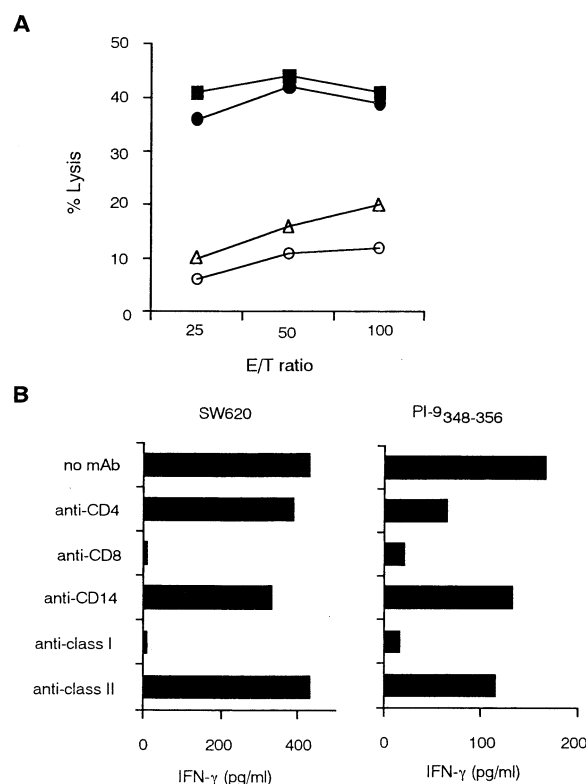 A
50
40
30
20
10
0
% Lysis
25 50 100
E/T ratio
B
SW620 PI-9348-356
no mAb
anti-CD4
anti-CD8
anti-CD14
anti-class I
anti-class II
0 200 400 0 100 200
IFN-γ (pg/ml) IFN-γ (pg/ml)